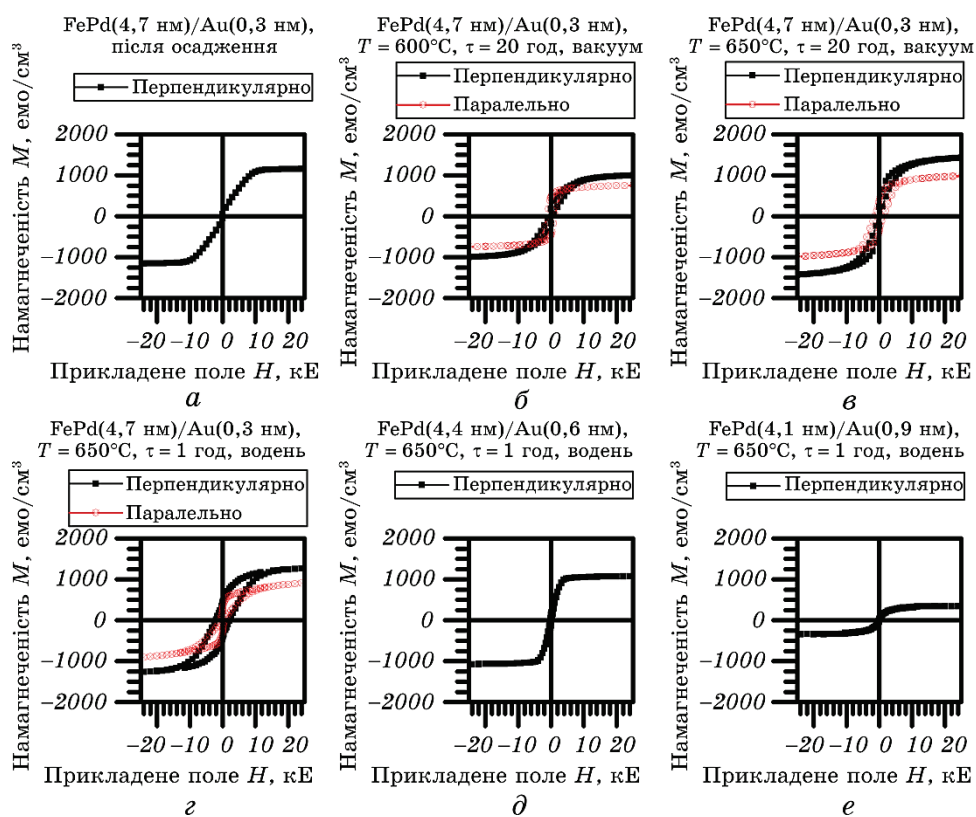 FePd(4,7 нм)/Au(0,3 нм),
після осадження
Перпендикулярно
Намагнеченість M, емо/см³
2000
1000
0
−1000
−2000
−20 −10 0 10 20
Прикладене поле H, кЕ
а
FePd(4,7 нм)/Au(0,3 нм),
T = 600°C, τ = 20 год, вакуум
Перпендикулярно
Паралельно
Намагнеченість M, емо/см³
2000
1000
0
−1000
−2000
−20 −10 0 10 20
Прикладене поле H, кЕ
б
FePd(4,7 нм)/Au(0,3 нм),
T = 650°C, τ = 20 год, вакуум
Перпендикулярно
Паралельно
Намагнеченість M, емо/см³
2000
1000
0
−1000
−2000
−20 −10 0 10 20
Прикладене поле H, кЕ
в
FePd(4,7 нм)/Au(0,3 нм),
T = 650°C, τ = 1 год, водень
Перпендикулярно
Паралельно
Намагнеченість M, емо/см³
2000
1000
0
−1000
−2000
−20 −10 0 10 20
Прикладене поле H, кЕ
г
FePd(4,4 нм)/Au(0,6 нм),
T = 650°C, τ = 1 год, водень
Перпендикулярно
Намагнеченість M, емо/см³
2000
1000
0
−1000
−2000
−20 −10 0 10 20
Прикладене поле H, кЕ
д
FePd(4,1 нм)/Au(0,9 нм),
T = 650°C, τ = 1 год, водень
Перпендикулярно
Намагнеченість M, емо/см³
2000
1000
0
−1000
−2000
−20 −10 0 10 20
Прикладене поле H, кЕ
е